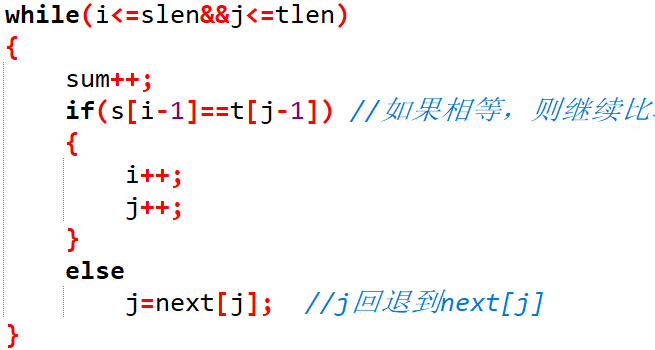 while(i<=slen&&j<=tlen)
{
sum++;
if(s[i-1]==t[j-1]) //如果相等，则继续比
{
i++;
j++;
}
else
j=next[j]; //j回退到next[j]
}